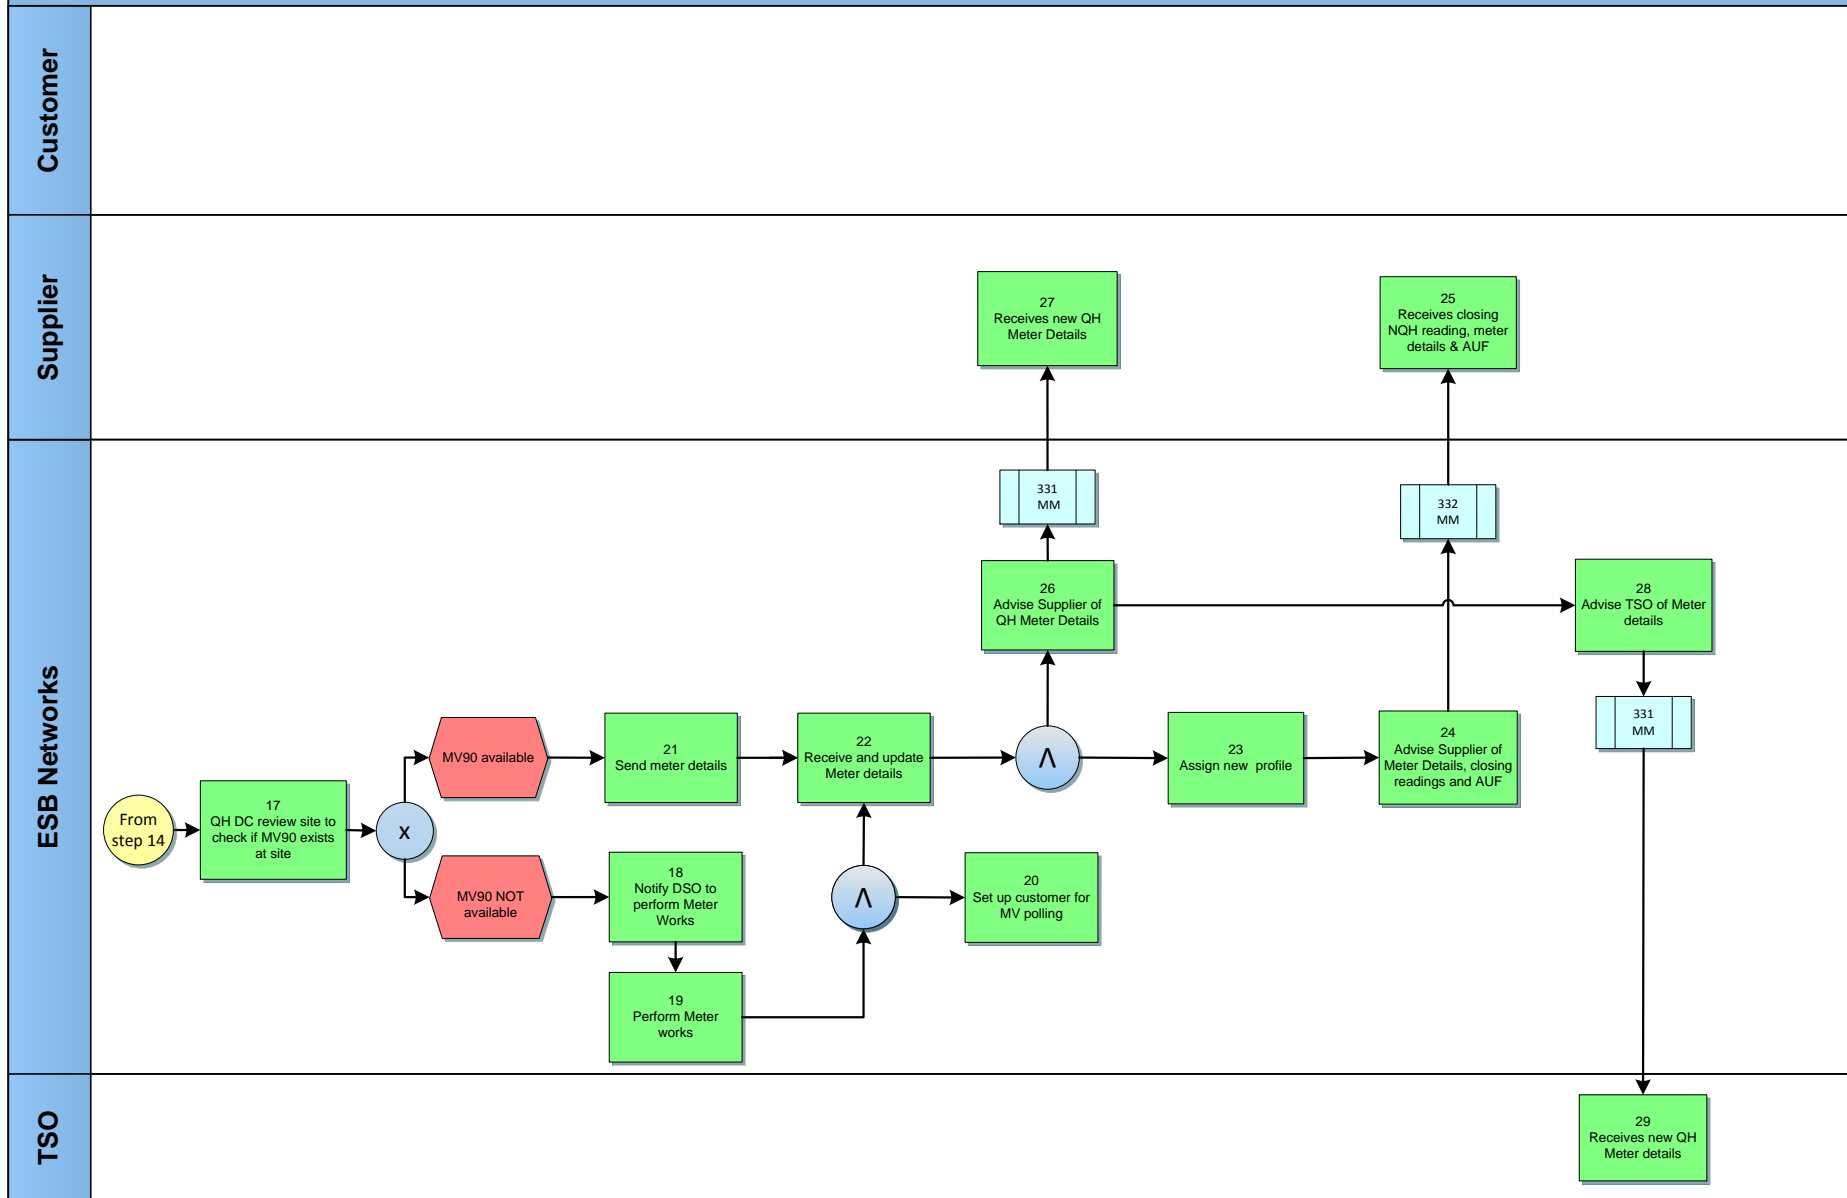 Customer
Supplier
27
Receives new QH
Meter Details
25
Receives closing
NQH reading, meter
details & AUF
ESB Networks
331
MM
332
MM
26
Advise Supplier of
QH Meter Details
28
Advise TSO of Meter
details
331
MM
From
step 14
17
QH DC review site to
check if MV90 exists
at site
x
MV90 available
21
Send meter details
22
Receive and update
Meter details
Λ
23
Assign new profile
24
Advise Supplier of
Meter Details, closing
readings and AUF
MV90 NOT
available
18
Notify DSO to
perform Meter
Works
Λ
20
Set up customer for
MV polling
19
Perform Meter
works
TSO
29
Receives new QH
Meter details